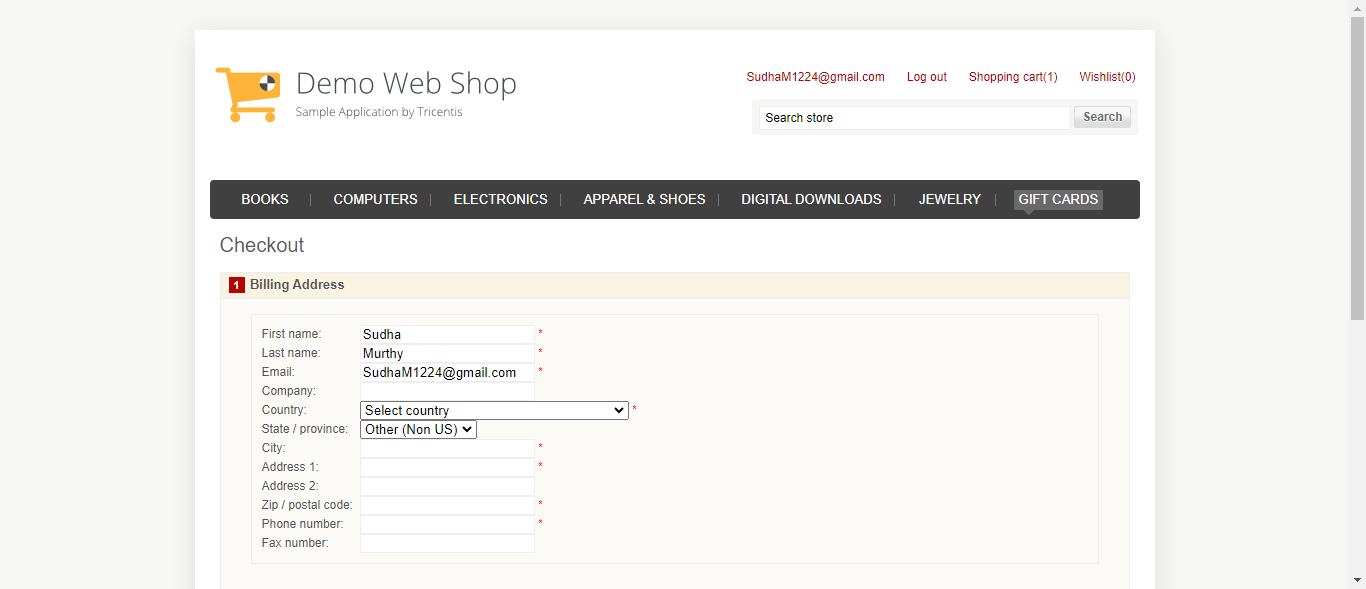 Demo Web Shop
Sample Application by Tricentis
SudhaM1224@gmail.com Log out Shopping cart(1) Wishlist(0)
Search store Search
BOOKS | COMPUTERS | ELECTRONICS | APPAREL & SHOES | DIGITAL DOWNLOADS | JEWELRY | GIFT CARDS
Checkout
1 Billing Address
First name: Sudha *
Last name: Murthy *
Email: SudhaM1224@gmail.com *
Company:
Country: Select country *
State / province: Other (Non US)
City: *
Address 1: *
Address 2:
Zip / postal code: *
Phone number: *
Fax number: